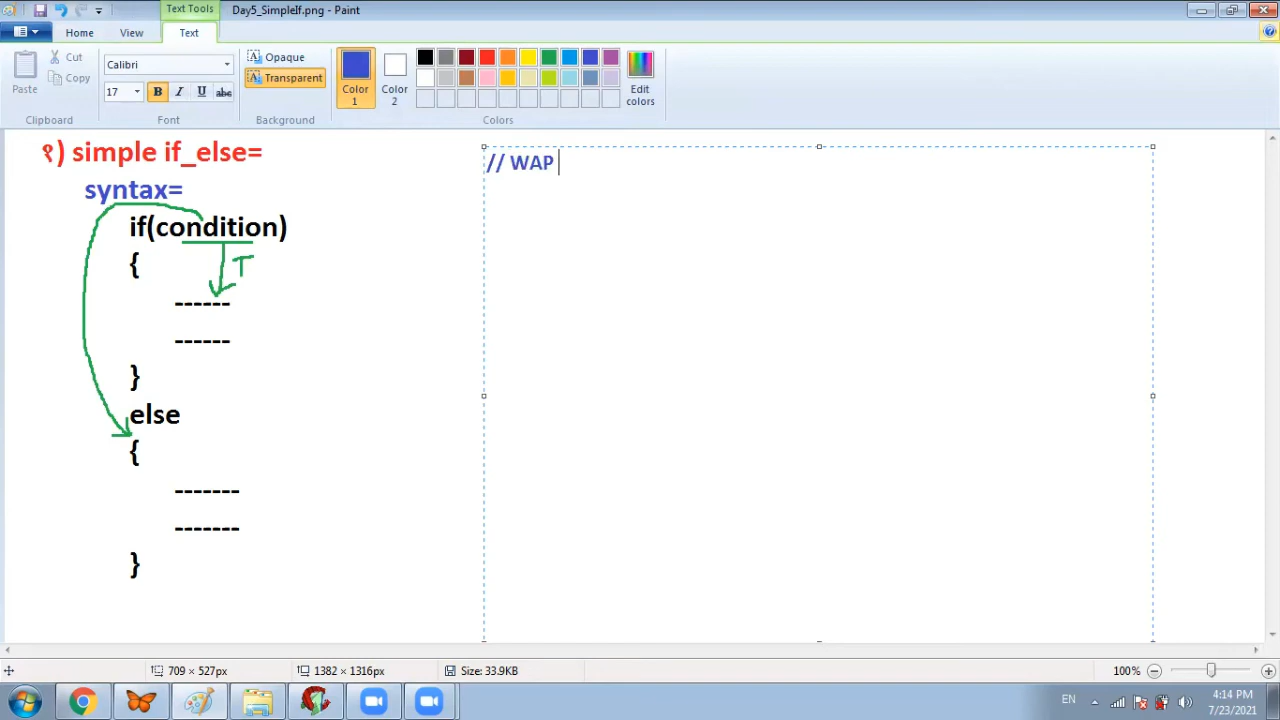 Text Tools
Day5_SimpleIf.png - Paint
Home
View
Text
Paste
Cut
Copy
Clipboard
Calibri
17
B
I
U
abc
Font
A
Opaque
A
Transparent
Background
Color
1
Color
2
Edit
colors
Colors
१) simple if_else=
syntax=
if(condition)
{
T
------
------
}
else
{
-------
-------
}
// WAP
709 × 527px
1382 × 1316px
Size: 33.9KB
100%
EN
4:14 PM
7/23/2021